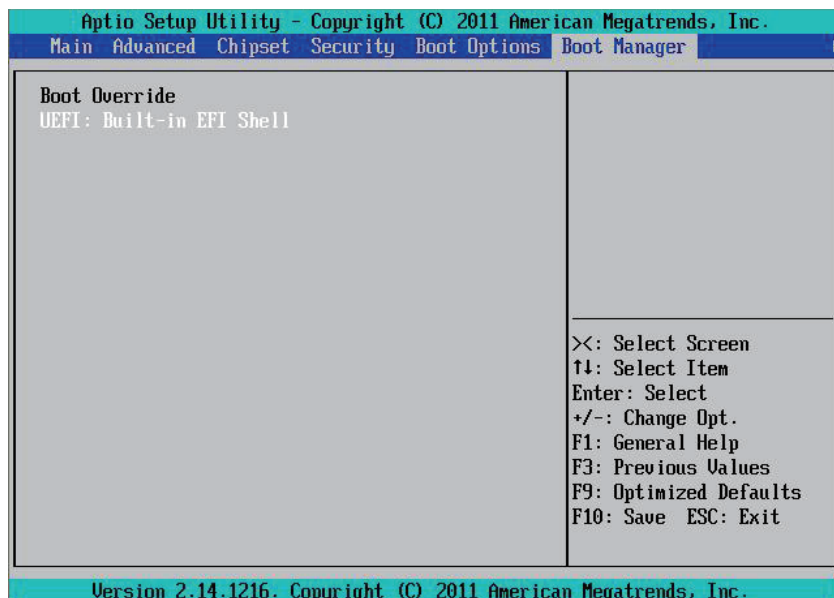 Aptio Setup Utility - Copyright (C) 2011 American Megatrends, Inc.
Main Advanced Chipset Security Boot Options Boot Manager
Boot Override
UEFI: Built-in EFI Shell
><: Select Screen
↑↓: Select Item
Enter: Select
+/-: Change Opt.
F1: General Help
F3: Previous Values
F9: Optimized Defaults
F10: Save ESC: Exit
Version 2.14.1216. Copyright (C) 2011 American Megatrends, Inc.